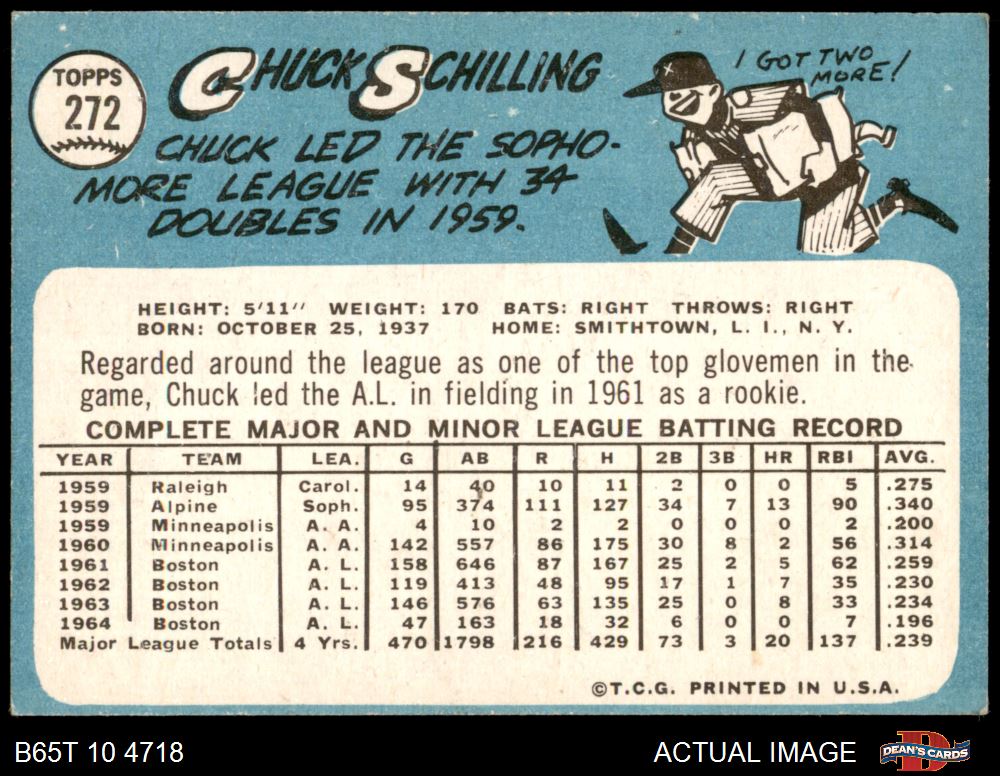 TOPPS
272
CHUCK SCHILLING
I GOT TWO
MORE!
CHUCK LED THE SOPHO-
MORE LEAGUE WITH 34
DOUBLES IN 1959.
HEIGHT: 5'11" WEIGHT: 170 BATS: RIGHT THROWS: RIGHT
BORN: OCTOBER 25, 1937 HOME: SMITHTOWN, L. I., N. Y.
Regarded around the league as one of the top glovemen in the
game, Chuck led the A.L. in fielding in 1961 as a rookie.
COMPLETE MAJOR AND MINOR LEAGUE BATTING RECORD
YEAR TEAM LEA. G AB R H 2B 3B HR RBI AVG.
1959 Raleigh Carol. 14 40 10 11 2 0 0 5 .275
1959 Alpine Soph. 95 374 111 127 34 7 13 90 .340
1959 Minneapolis A. A. 4 10 2 2 0 0 0 2 .200
1960 Minneapolis A. A. 142 557 86 175 30 8 2 56 .314
1961 Boston A. L. 158 646 87 167 25 2 5 62 .259
1962 Boston A. L. 119 413 48 95 17 1 7 35 .230
1963 Boston A. L. 146 576 63 135 25 0 8 33 .234
1964 Boston A. L. 47 163 18 32 6 0 0 7 .196
Major League Totals 4 Yrs. 470 1798 216 429 73 3 20 137 .239
©T.C.G. PRINTED IN U.S.A.
B65T 10 4718 ACTUAL IMAGE DEAN'S CARDS